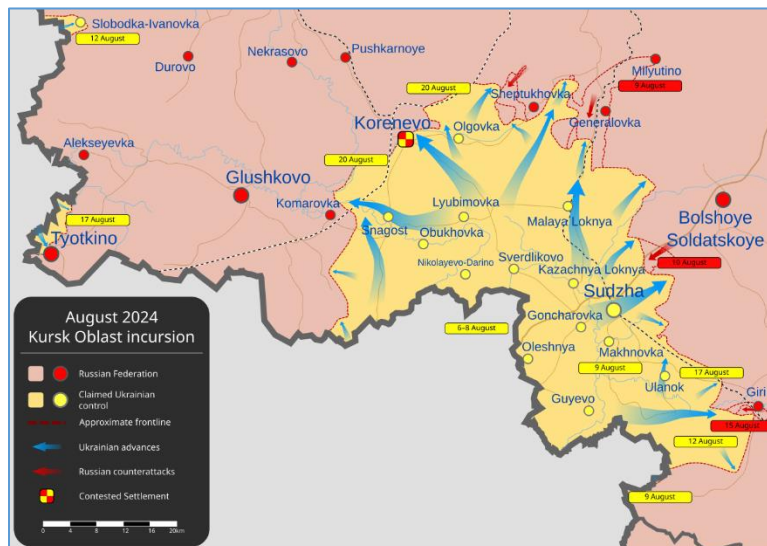 Slobodka-Ivanovka
12 August
Durovo
Nekrasovo
Pushkarnoye
20 August
Sheptukhovka
Milyutino
9 August
Generalovka
Korenevo
Olgovka
20 August
Alekseyevka
Glushkovo
Komarovka
17 August
Tyotkino
Snagost
Lyubimovka
Obukhovka
Malaya Loknya
Bolshoye
Soldatskoye
Nikolayevo-Darino
Sverdlikovo
Kazachnya Loknya
10 August
Sudzha
6–8 August
Goncharovka
Oleshnya
Makhnovka
9 August
Ulanok
17 August
Giri
Guyevo
15 August
12 August
9 August
August 2024
Kursk Oblast incursion
Russian Federation
Claimed Ukrainian
control
Approximate frontline
Ukrainian advances
Russian counterattacks
Contested Settlement
0 4 8 12 16 20km